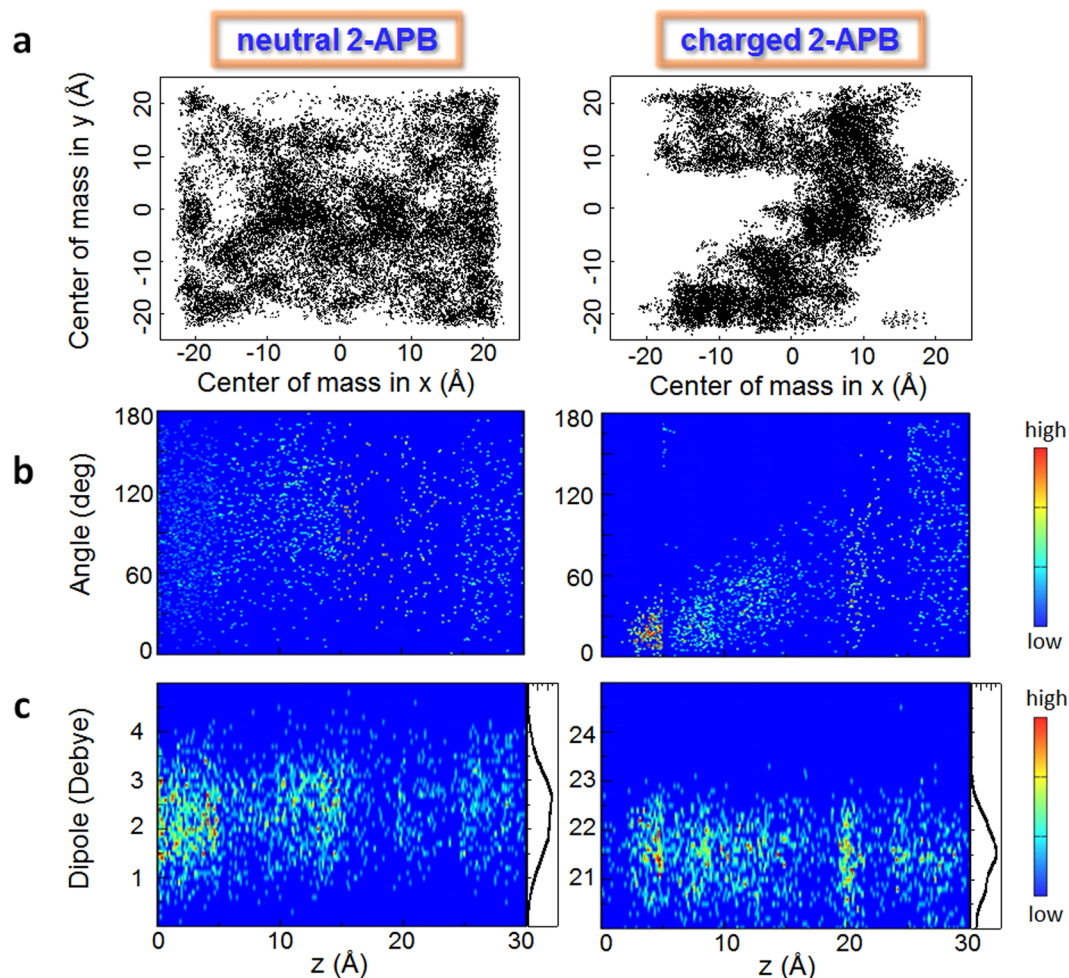 neutral 2-APB
charged 2-APB
a
Center of mass in y (Å)
20
10
0
-10
-20
-20 -10 0 10 20
Center of mass in x (Å)
20
10
0
-10
-20
-20 -10 0 10 20
Center of mass in x (Å)
b
Angle (deg)
180
120
60
0
180
120
60
0
high
low
c
Dipole (Debye)
4
3
2
1
0 10 20 30
z (Å)
24
23
22
21
0 10 20 30
z (Å)
high
low